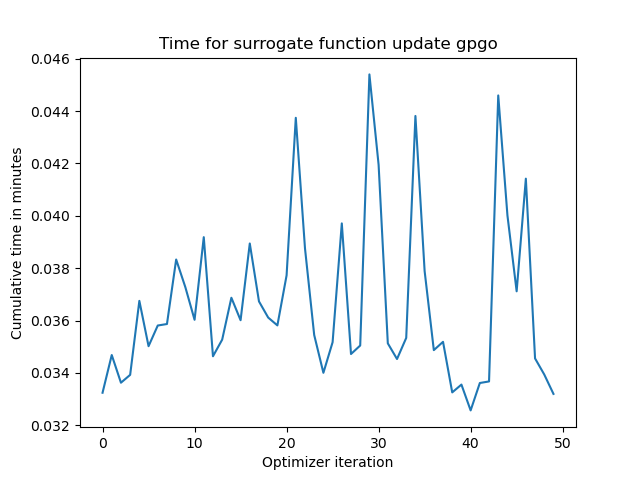 Time for surrogate function update gpgo
0.046
0.044
0.042
0.040
0.038
0.036
0.034
0.032
Cumulative time in minutes
0 10 20 30 40 50
Optimizer iteration